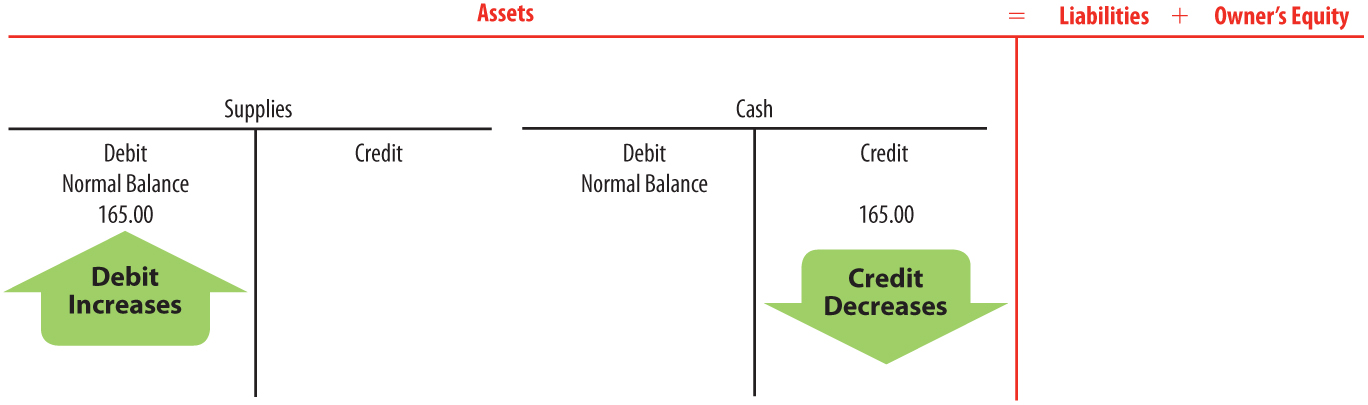 Assets = Liabilities + Owner's Equity
Supplies
Debit Credit
Normal Balance
165.00
Debit
Increases
Cash
Debit Credit
Normal Balance
165.00
Credit
Decreases